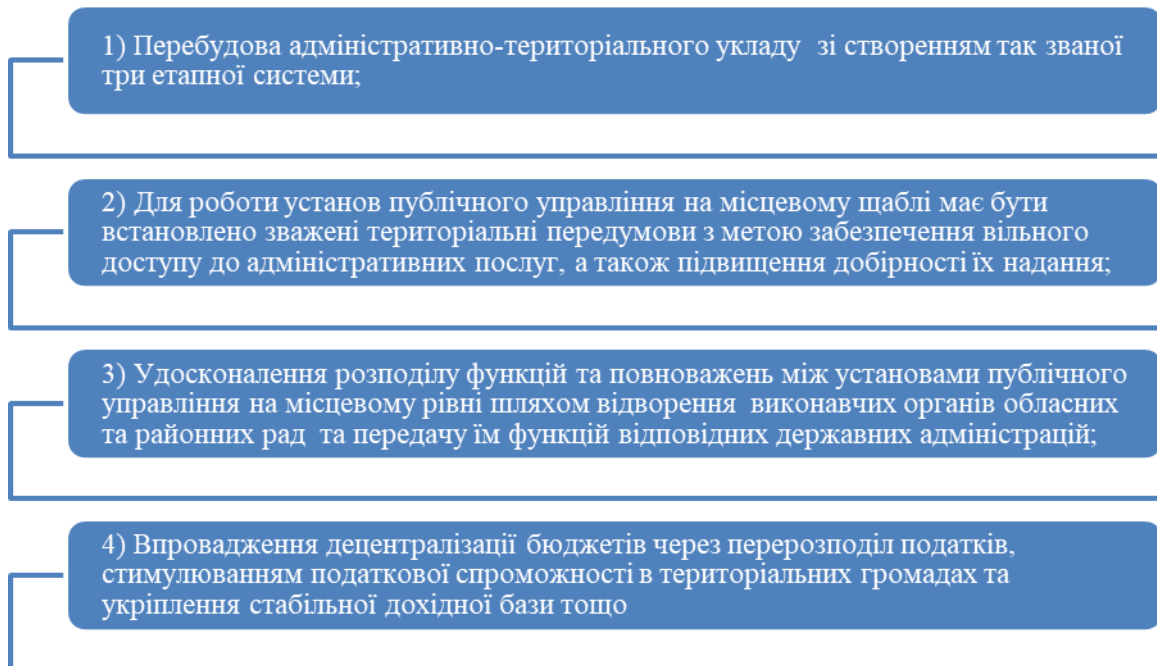 1) Перебудова адміністративно-територіального укладу  зі створенням так званої
три етапної системи;
2) Для роботи установ публічного управління на місцевому щаблі має бути
встановлено зважені територіальні передумови з метою забезпечення вільного
доступу до адміністративних послуг, а також підвищення добірності їх надання;
3) Удосконалення розподілу функцій та повноважень між установами публічного
управління на місцевому рівні шляхом відворення  виконавчих органів обласних
та районних рад  та передачу їм функцій відповідних державних адміністрацій;
4) Впровадження децентралізації бюджетів через перерозподіл податків,
стимулюванням податкової спроможності в територіальних громадах та
укріплення стабільної дохідної бази тощо